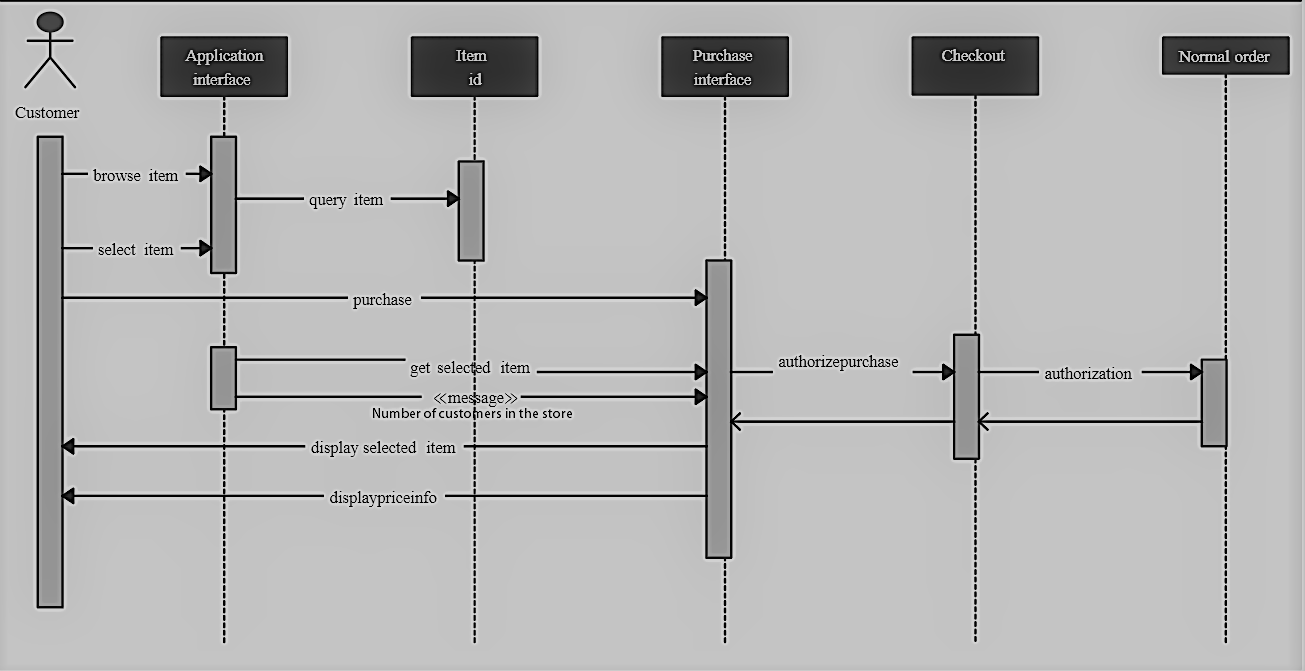 Application
interface
Item
id
Purchase
interface
Checkout
Normal order
Customer
browse item
query item
select item
purchase
get selected item
authorizepurchase
authorization
≪message≫
Number of customers in the store
display selected item
displaypriceinfo